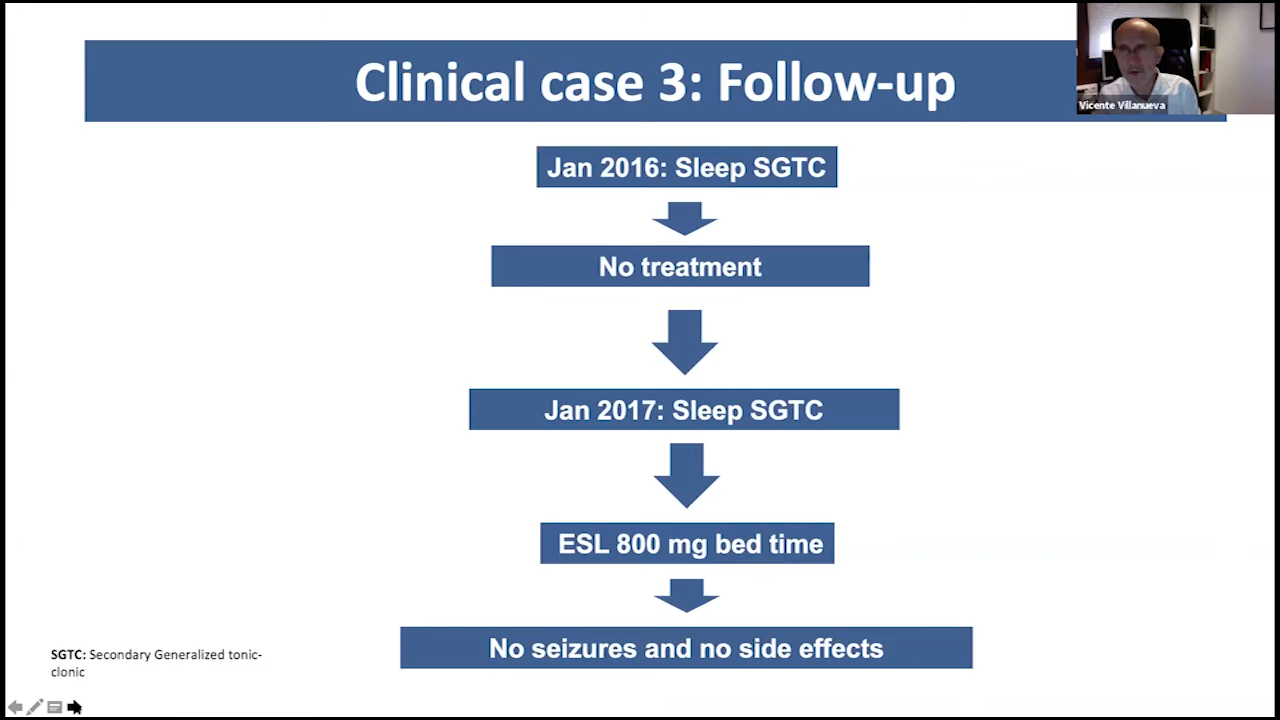 Clinical case 3: Follow-up
Vicente Villanueva
Jan 2016: Sleep SGTC
No treatment
Jan 2017: Sleep SGTC
ESL 800 mg bed time
No seizures and no side effects
SGTC: Secondary Generalized tonic-
clonic